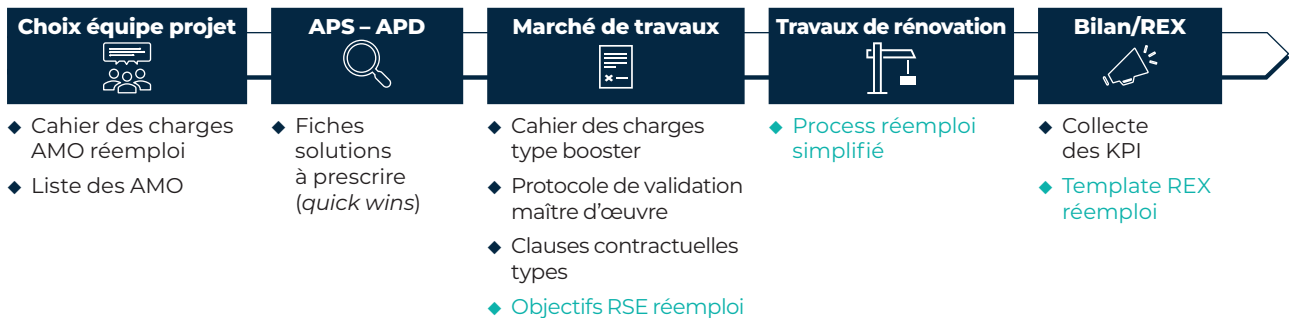 Choix équipe projet
◆ Cahier des charges
AMO réemploi
◆ Liste des AMO
APS – APD
◆ Fiches
solutions
à prescrire
(quick wins)
Marché de travaux
◆ Cahier des charges
type booster
◆ Protocole de validation
maître d'œuvre
◆ Clauses contractuelles
types
◆ Objectifs RSE réemploi
Travaux de rénovation
◆ Process réemploi
simplifié
Bilan/REX
◆ Collecte
des KPI
◆ Template REX
réemploi